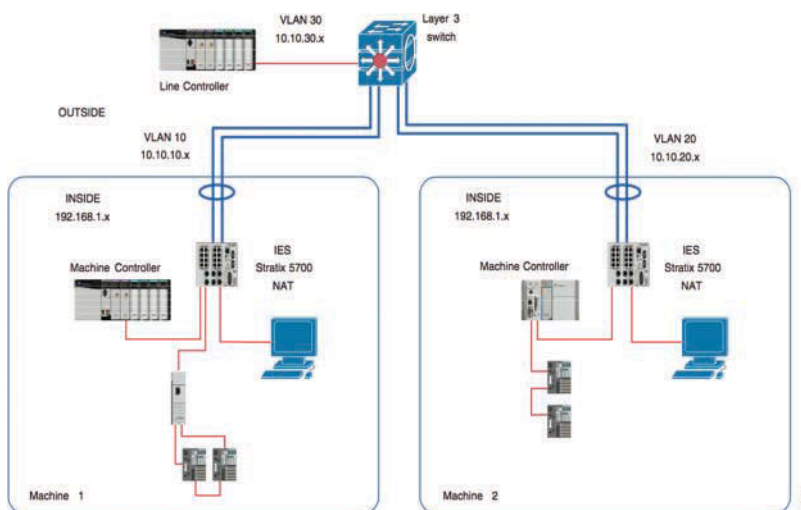 VLAN 30
10.10.30.x
Layer 3
switch
Line Controller
OUTSIDE
VLAN 10
10.10.10.x
VLAN 20
10.10.20.x
INSIDE
192.168.1.x
IES
Stratix 5700
NAT
Machine Controller
Machine 1
INSIDE
192.168.1.x
IES
Stratix 5700
NAT
Machine Controller
Machine 2